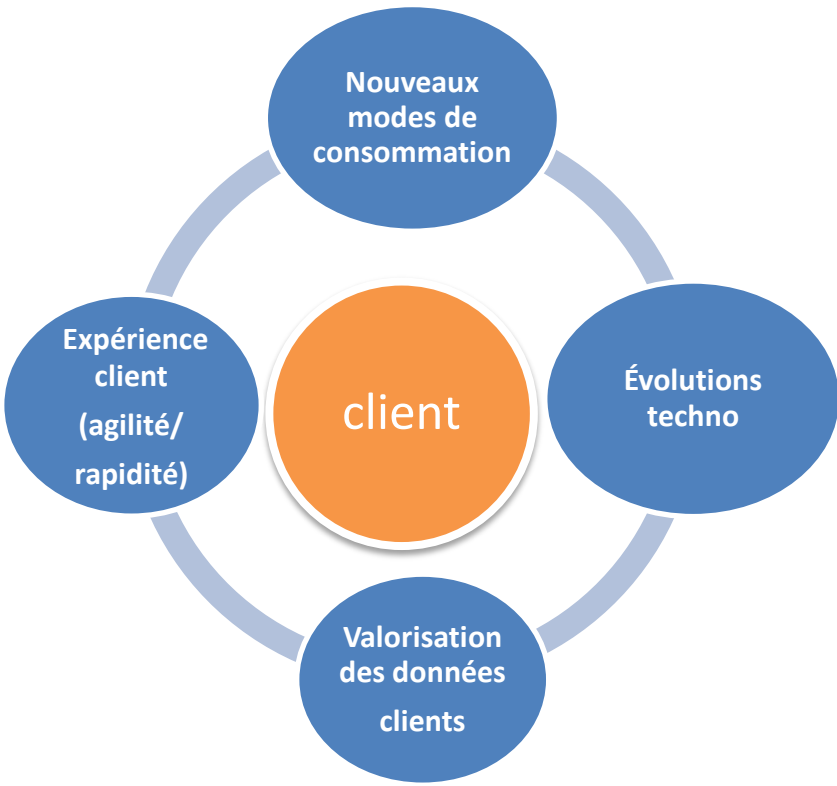 Nouveaux
modes de
consommation
Expérience
client
(agilité/
rapidité)
client
Évolutions
techno
Valorisation
des données
clients